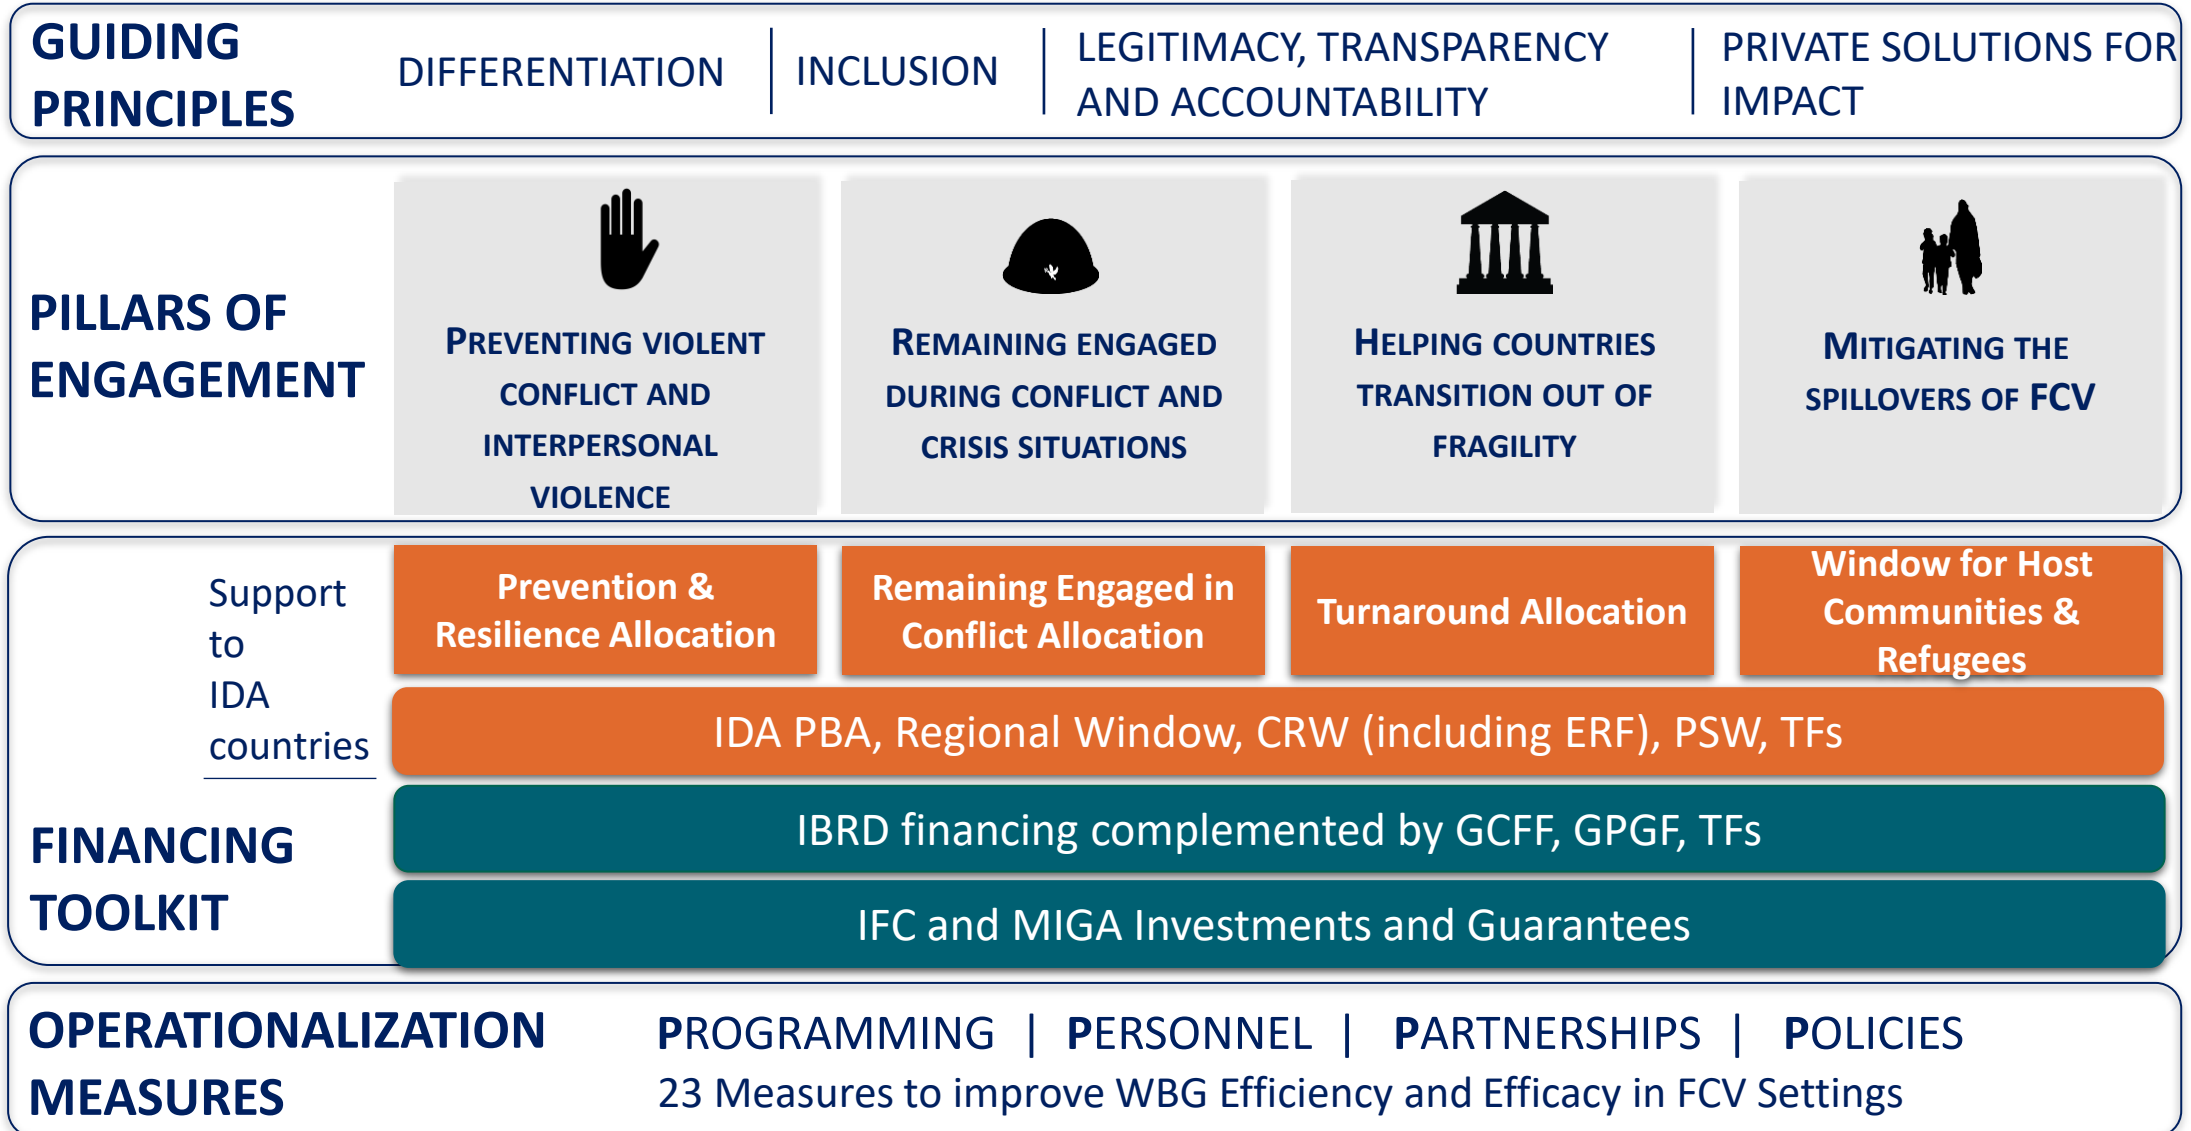 GUIDING
PRINCIPLES
DIFFERENTIATION
INCLUSION
LEGITIMACY, TRANSPARENCY
AND ACCOUNTABILITY
PRIVATE SOLUTIONS FOR
IMPACT
PILLARS OF
ENGAGEMENT
PREVENTING VIOLENT
CONFLICT AND
INTERPERSONAL
VIOLENCE
REMAINING ENGAGED
DURING CONFLICT AND
CRISIS SITUATIONS
HELPING COUNTRIES
TRANSITION OUT OF
FRAGILITY
MITIGATING THE
SPILLOVERS OF FCV
Support
to
IDA
countries
FINANCING
TOOLKIT
Prevention &
Resilience Allocation
Remaining Engaged in
Conflict Allocation
Turnaround Allocation
Window for Host
Communities &
Refugees
IDA PBA, Regional Window, CRW (including ERF), PSW, TFs
IBRD financing complemented by GCFF, GPGF, TFs
IFC and MIGA Investments and Guarantees
OPERATIONALIZATION
MEASURES
PROGRAMMING | PERSONNEL | PARTNERSHIPS | POLICIES
23 Measures to improve WBG Efficiency and Efficacy in FCV Settings